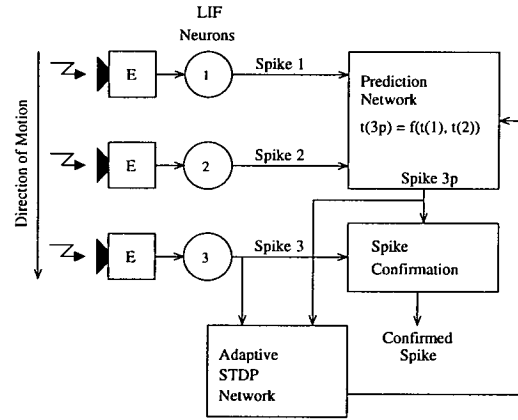 LIF
Neurons
E
1
Spike 1
Prediction
Network
t(3p) = f(t(1), t(2))
E
2
Spike 2
Spike 3p
Direction of Motion
E
3
Spike 3
Spike
Confirmation
Confirmed
Spike
Adaptive
STDP
Network